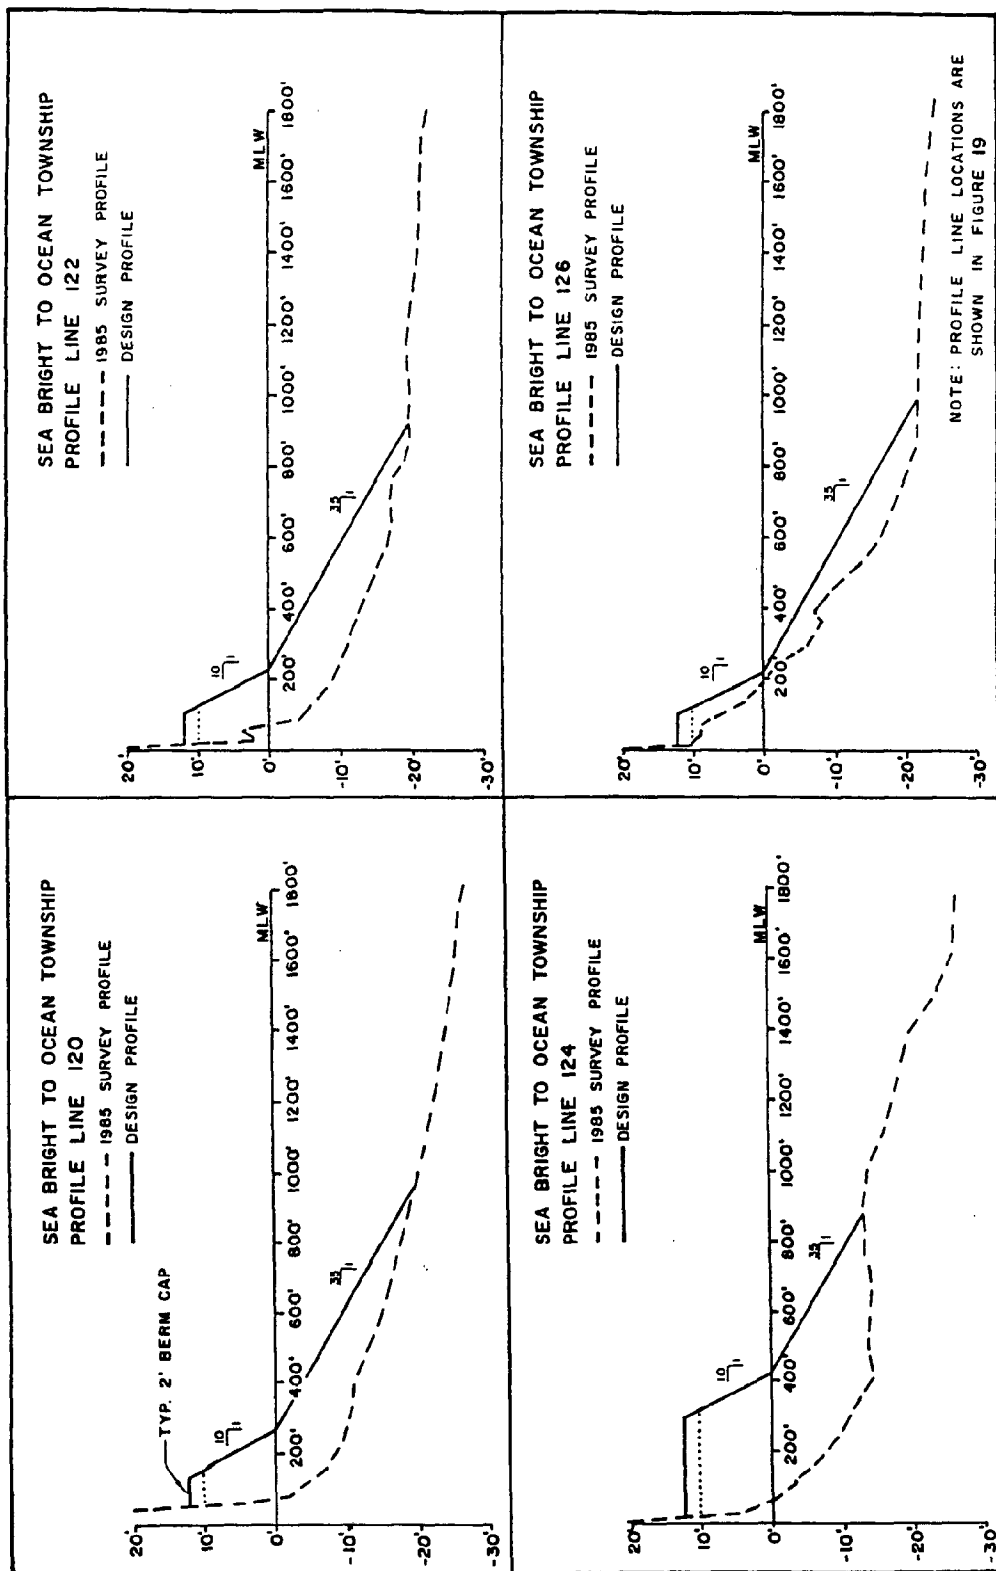 SEA BRIGHT TO OCEAN TOWNSHIP
PROFILE LINE 120
1985 SURVEY PROFILE
DESIGN PROFILE
TYP. 2' BERM CAP
10
1
35
1
MLW
200' 400' 600' 800' 1000' 1200' 1400' 1600' 1800'
20'
10'
0'
-10'
-20'
-30'
SEA BRIGHT TO OCEAN TOWNSHIP
PROFILE LINE 122
1985 SURVEY PROFILE
DESIGN PROFILE
10
1
35
1
MLW
200' 400' 600' 800' 1000' 1200' 1400' 1600' 1800'
20'
10'
0'
-10'
-20'
-30'
SEA BRIGHT TO OCEAN TOWNSHIP
PROFILE LINE 124
1985 SURVEY PROFILE
DESIGN PROFILE
10
1
35
1
MLW
200' 400' 600' 800' 1000' 1200' 1400' 1600' 1800'
20'
10'
0'
-10'
-20'
-30'
SEA BRIGHT TO OCEAN TOWNSHIP
PROFILE LINE 126
1985 SURVEY PROFILE
DESIGN PROFILE
10
1
35
1
MLW
200' 400' 600' 800' 1000' 1200' 1400' 1600' 1800'
20'
10'
0'
-10'
-20'
-30'
NOTE: PROFILE LINE LOCATIONS ARE
SHOWN IN FIGURE 19